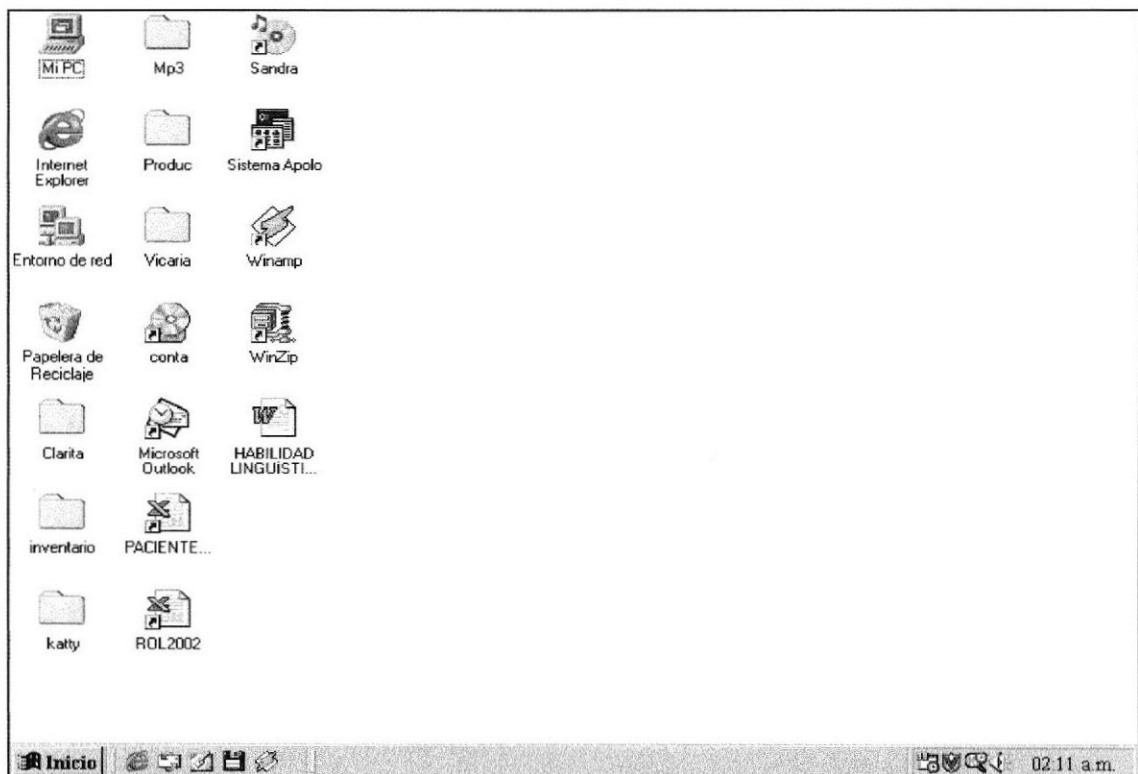 Mi PC
Mp3
Sandra
Internet
Explorer
Produc
Sistema Apolo
Entorno de red
Vicaria
Winamp
Papelera de
Reciclaje
conta
WinZip
Clarita
Microsoft
Outlook
HABILIDAD
LINGUÍSTI...
inventario
PACIENTE...
katty
ROL2002
Inicio
02:11 a.m.